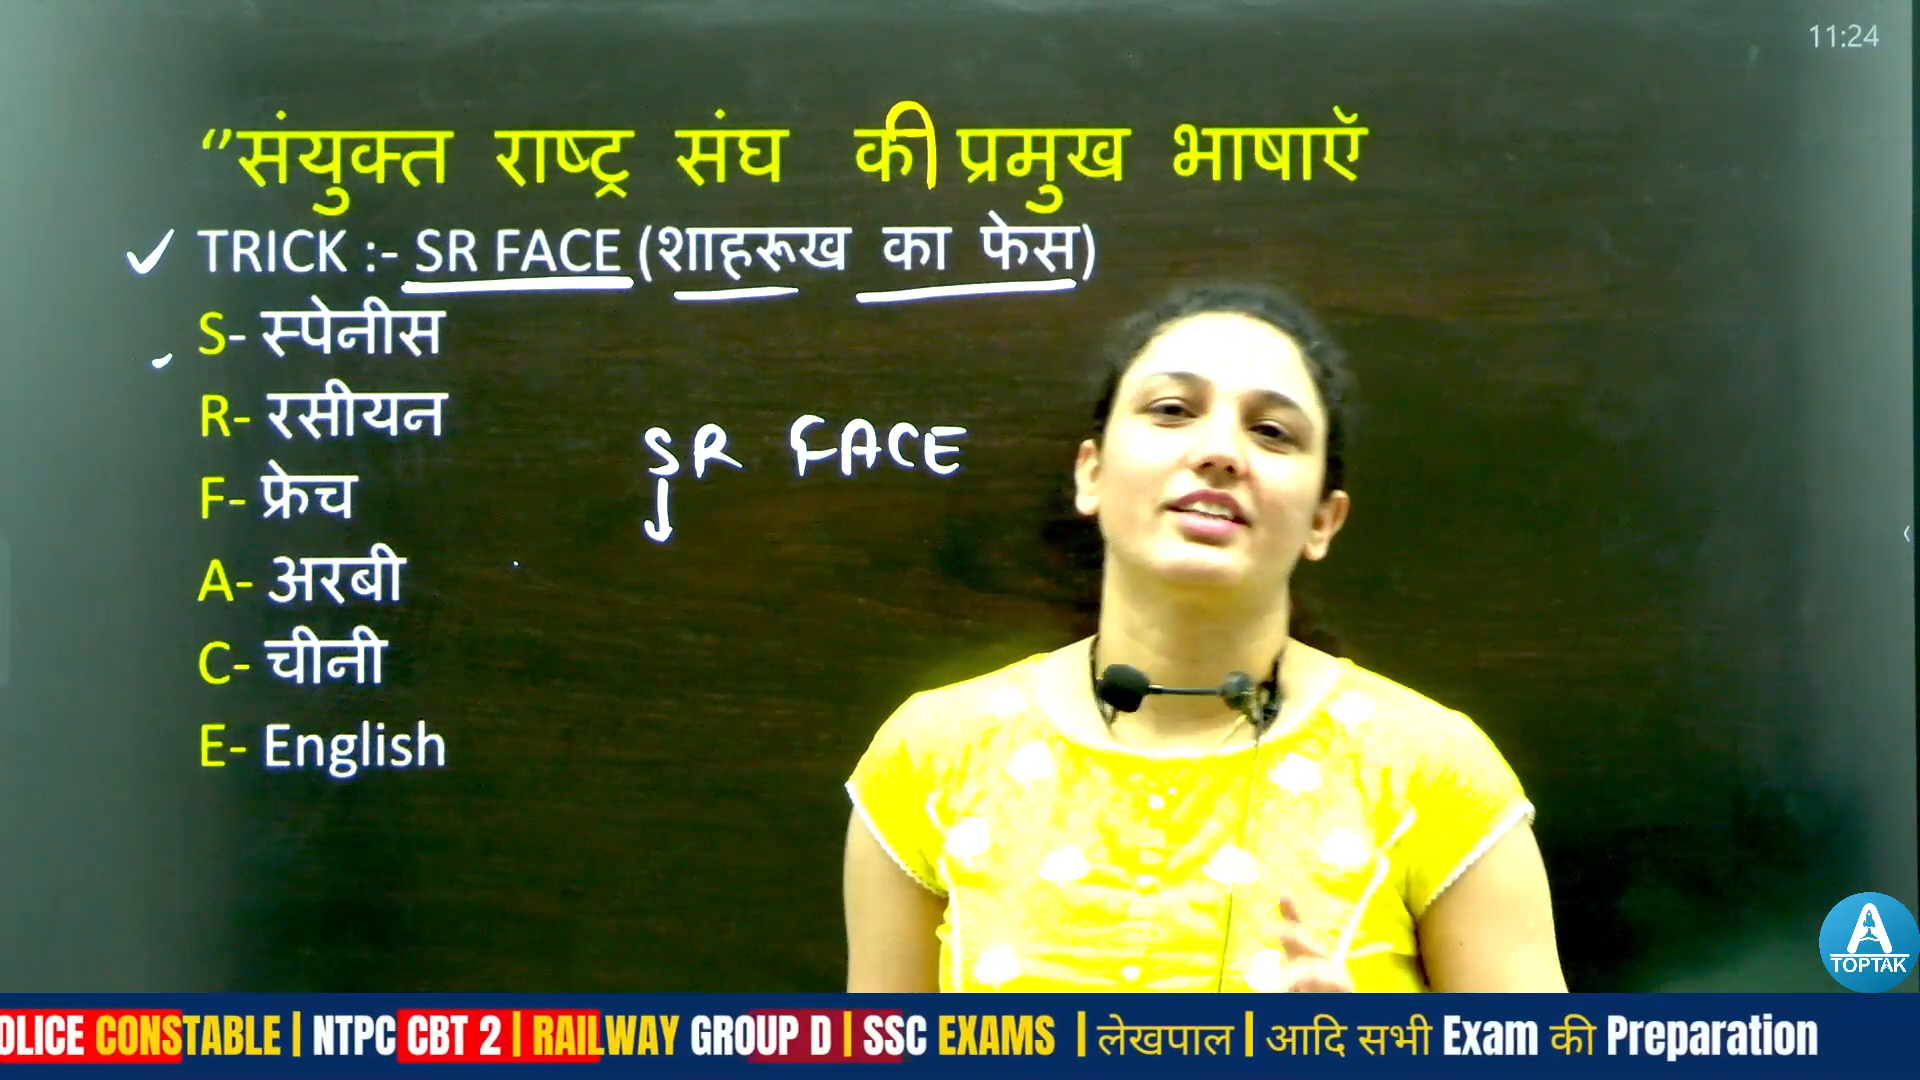 11:24
‘’संयुक्त राष्ट्र संघ की प्रमुख भाषाऍ
TRICK :- SR FACE (शाहरूख का फेस)
S- स्पेनीस
R- रसीयन
SR FACE
F- फ्रेच
A- अरबी
C- चीनी
E- English
A
TOPTAK
OLICE CONSTABLE | NTPC CBT 2 | RAILWAY GROUP D | SSC EXAMS | लेखपाल | आदि सभी Exam की Preparation